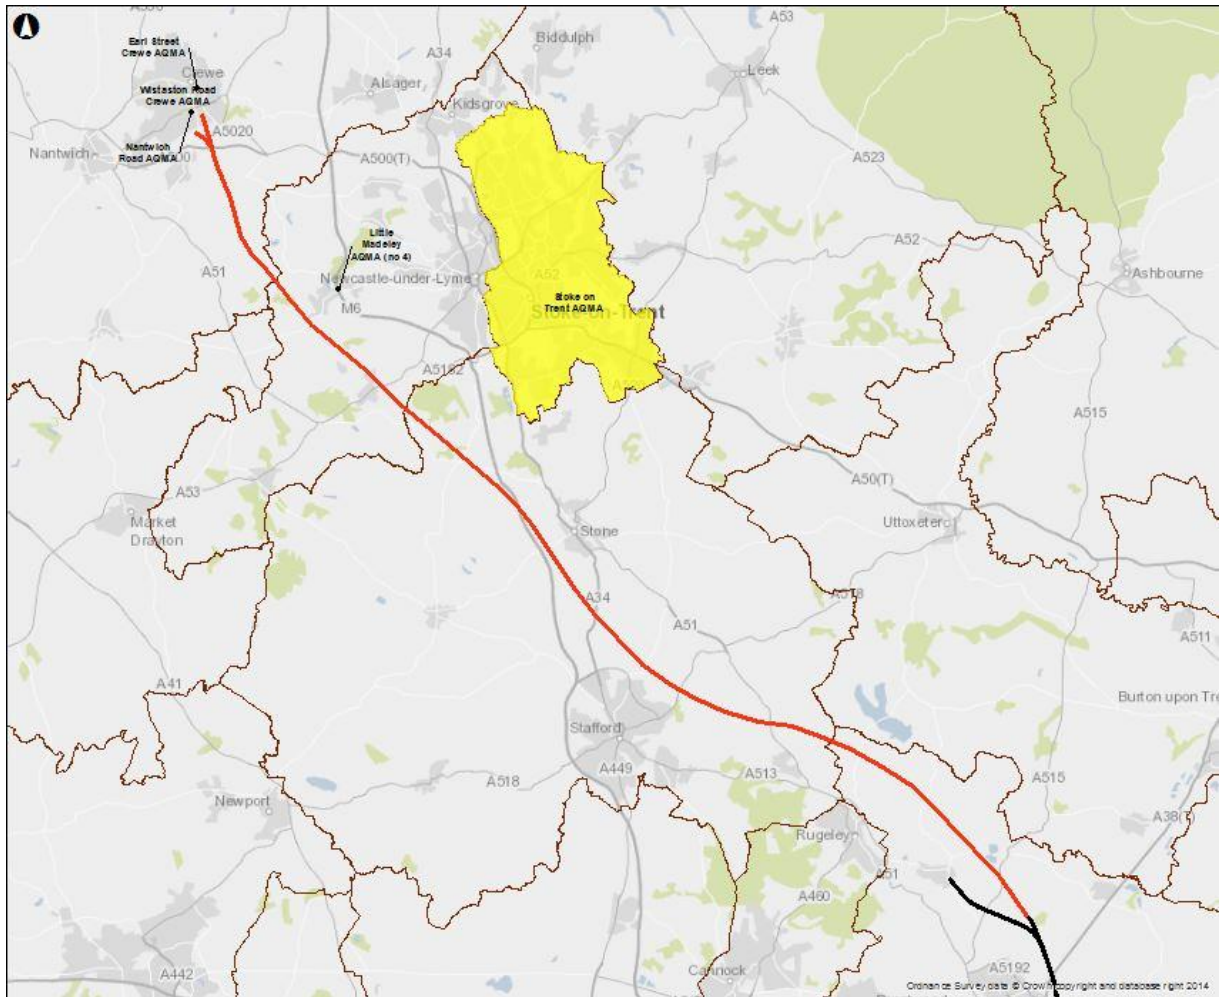 A53
Biddulph
A34
Earl Street
Crewe AQMA
Crewe
Leek
Alsager
Wistaston Road
Crewe AQMA
Kidsgrove
A5020
Nantwich
Nantwich
Road AQMA
A500(T)
A523
Little
Madeley
AQMA (no 4)
A52
A51
Newcastle-under-Lyme
A52
Ashbourne
M6
Stoke on
Trent AQMA
Stoke-on-Trent
A5182
A515
A53
A50(T)
Market
Drayton
Uttoxeter
Stone
A34
A518
A51
A511
A41
Burton upon Tre
Stafford
A449
A518
A513
A515
Newport
Rugeley
A38(T)
A51
A460
A442
Cannock
A5192
Ordnance Survey data © Crown copyright and database right 2014